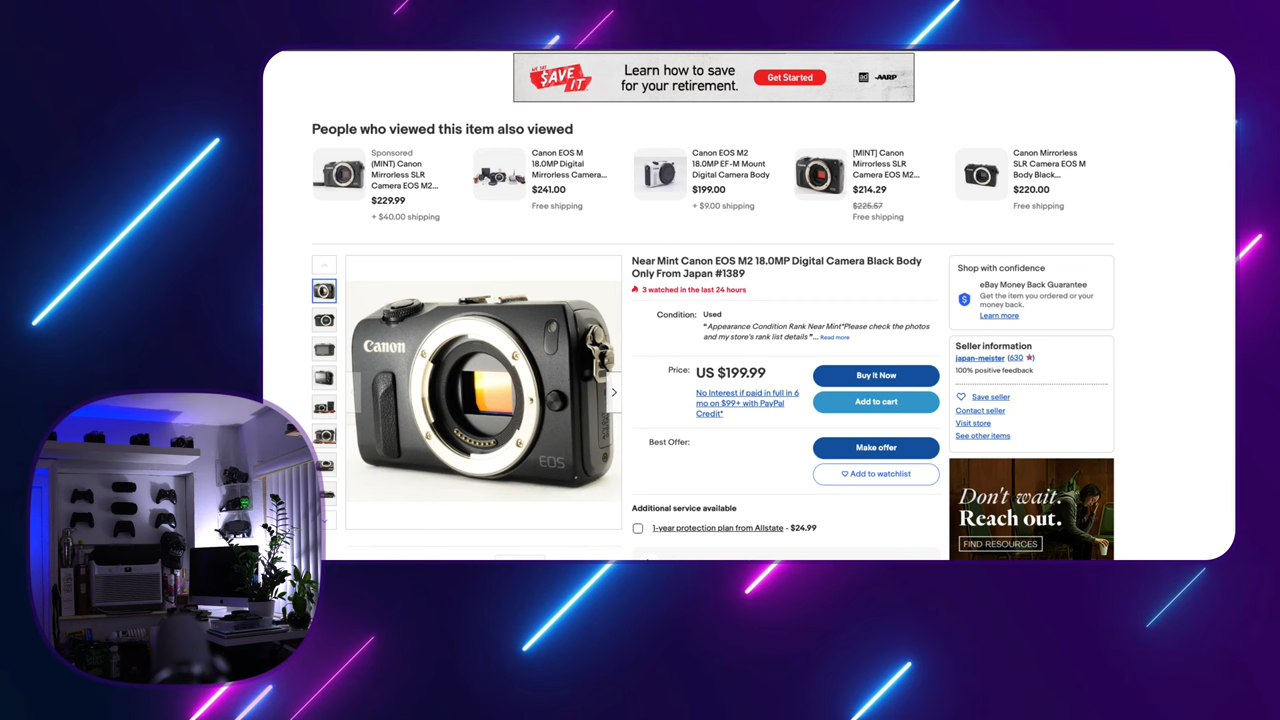 WE SAY
$AVE IT
Learn how to save
for your retirement.
Get Started
ad
AARP
People who viewed this item also viewed
Sponsored
(MINT) Canon
Mirrorless SLR
Camera EOS M2...
$229.99
+ $40.00 shipping
Canon EOS M
18.0MP Digital
Mirrorless Camera...
$241.00
Free shipping
Canon EOS M2
18.0MP EF-M Mount
Digital Camera Body
$199.00
+ $9.00 shipping
[MINT] Canon
Mirrorless SLR
Camera EOS M2...
$214.29
$225.57
Free shipping
Canon Mirrorless
SLR Camera EOS M
Body Black...
$220.00
Free shipping
Canon
EOS
Near Mint Canon EOS M2 18.0MP Digital Camera Black Body
Only From Japan #1389
3 watched in the last 24 hours
Condition: Used
"Appearance Condition Rank Near Mint*Please check the photos
and my store's rank list details"... Read more
Price: US $199.99
No Interest if paid in full in 6
mo on $99+ with PayPal
Credit*
Buy It Now
Add to cart
Best Offer:
Make offer
Add to watchlist
Additional service available
1-year protection plan from Allstate - $24.99
Shop with confidence
eBay Money Back Guarantee
Get the item you ordered or your
money back.
Learn more
Seller information
japan-meister (630)
100% positive feedback
Save seller
Contact seller
Visit store
See other items
Don't wait.
Reach out.
FIND RESOURCES